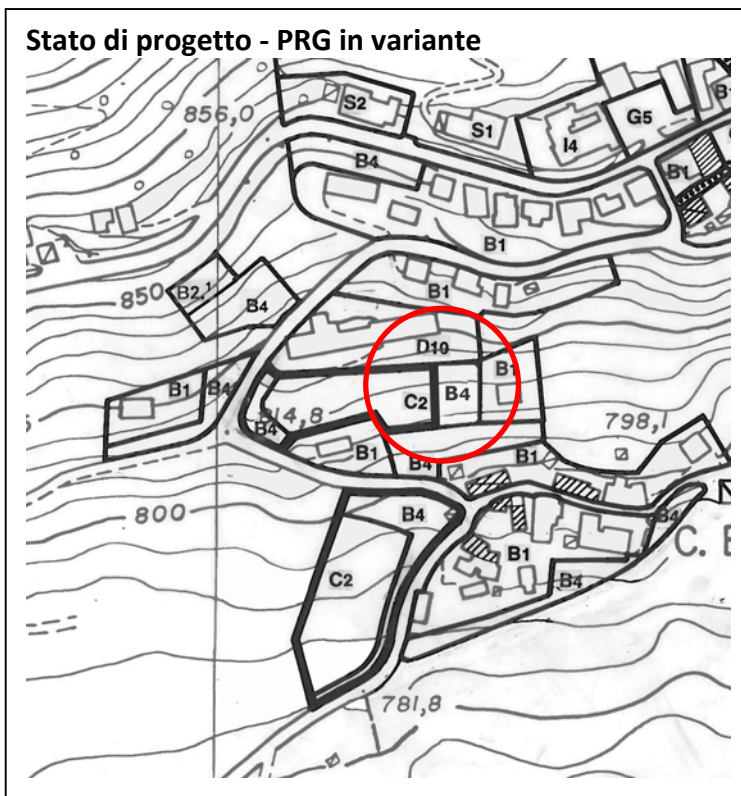 Stato di progetto - PRG in variante
856,0
S2
S1
I4
G5
B1
B4
B1
B1
850
B2.¹
B4
B1
D10
B1
B1
B4
C2
B4
814,8
B4
798,1
B1
B4
B1
800
B4
B4
C2
B1
B4
C.
781,8